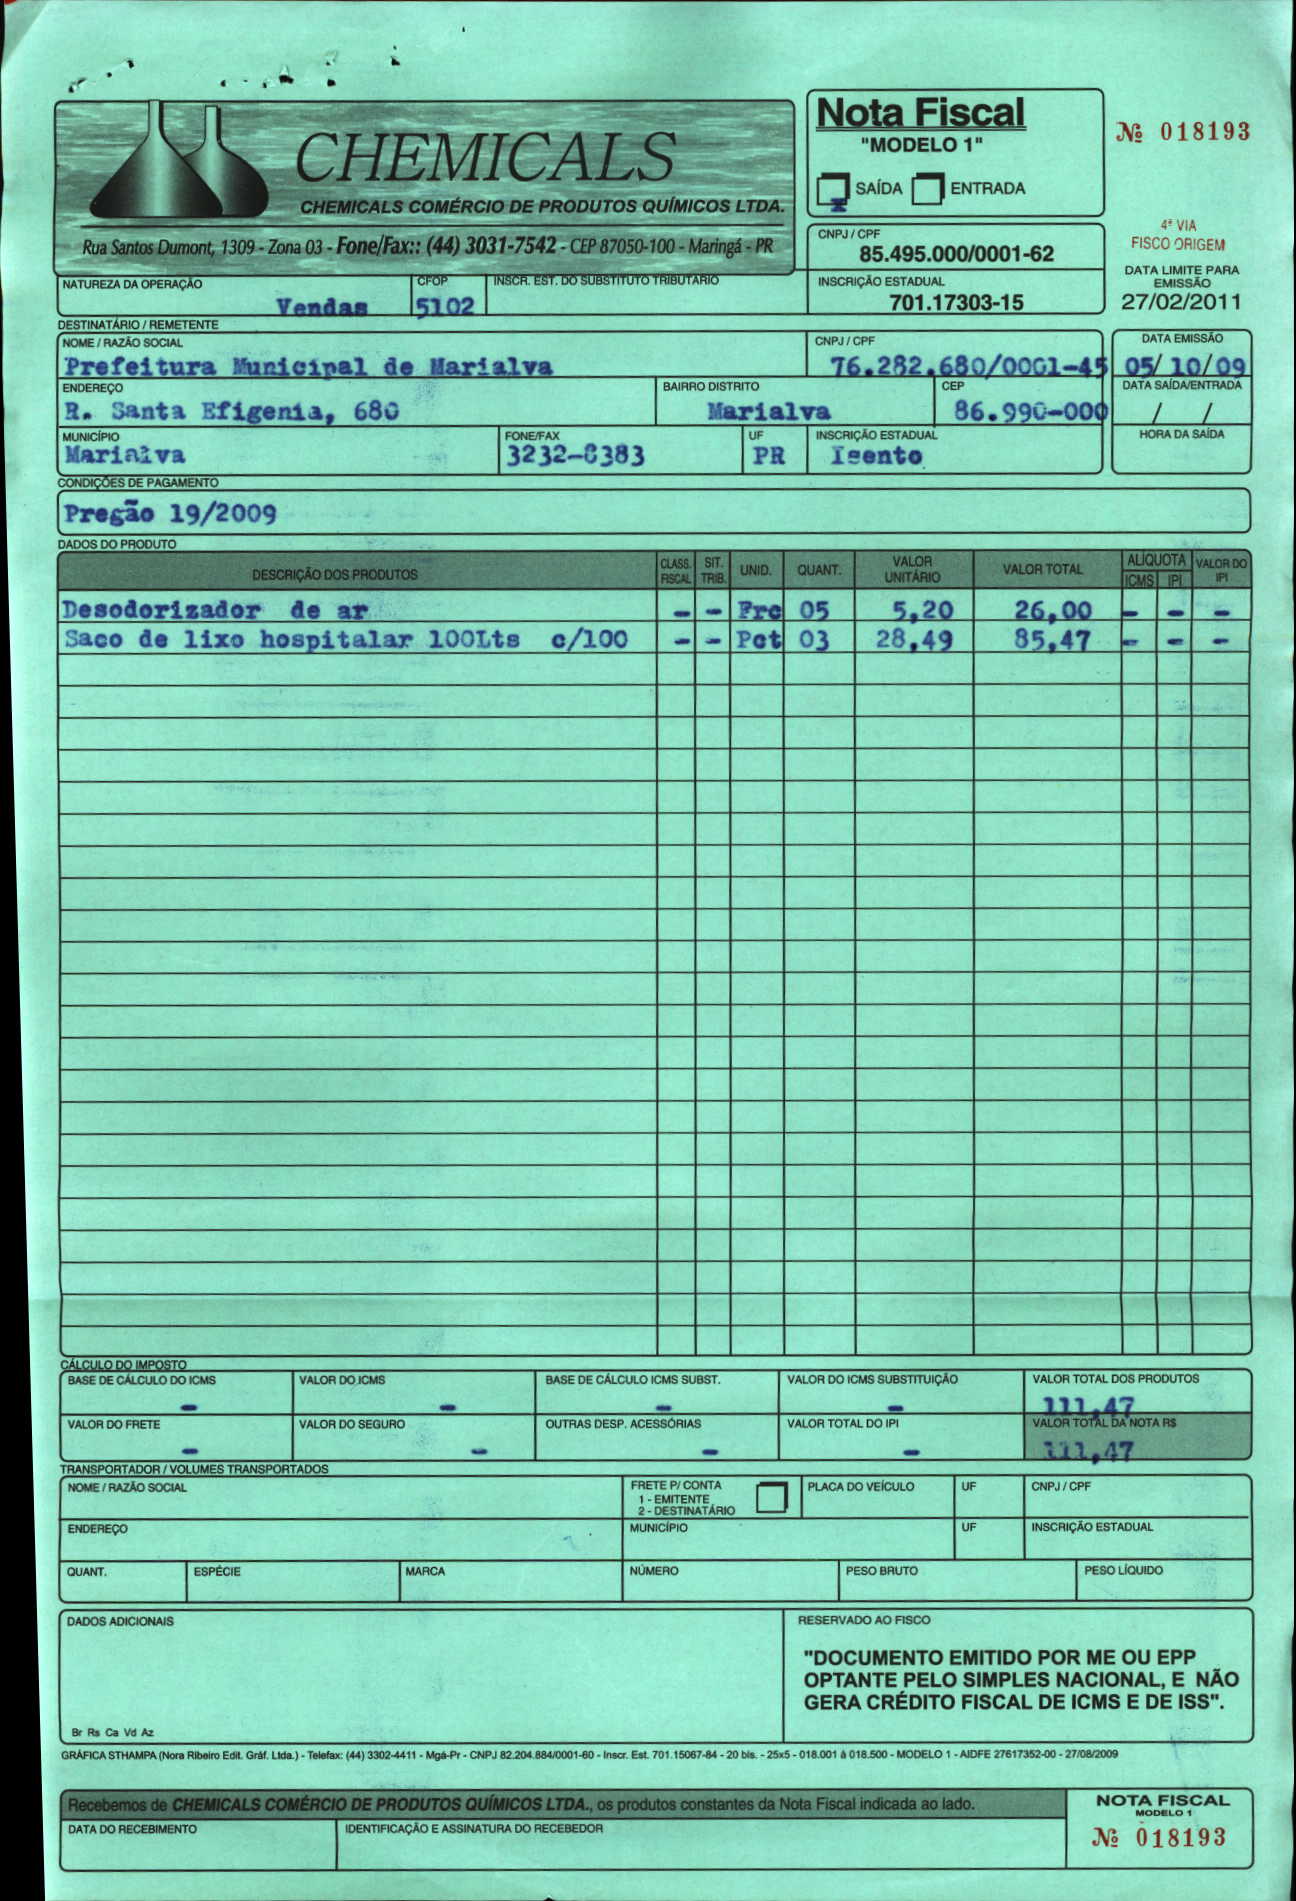 CHEMICALS
CHEMICALS COMÉRCIO DE PRODUTOS QUÍMICOS LTDA.
Rua Santos Dumont, 1309 - Zona 03 - Fone/Fax:: (44) 3031-7542 - CEP 87050-100 - Maringá - PR
Nota Fiscal
"MODELO 1"
SAÍDA ENTRADA
Nº 018193
4ª VIA
FISCO ORIGEM
CNPJ / CPF
85.495.000/0001-62
INSCRIÇÃO ESTADUAL
701.17303-15
DATA LIMITE PARA
EMISSÃO
27/02/2011
NATUREZA DA OPERAÇÃO CFOP INSCR. EST. DO SUBSTITUTO TRIBUTÁRIO
Vendas 5102
DESTINATÁRIO / REMETENTE
NOME / RAZÃO SOCIAL CNPJ / CPF DATA EMISSÃO
Prefeitura Municipal de Marialva 76.282.680/0001-45 05/ 10/ 09
ENDEREÇO BAIRRO DISTRITO CEP DATA SAÍDA/ENTRADA
R. Santa Efigenia, 680 Marialva 86.990-000 / /
MUNICÍPIO FONE/FAX UF INSCRIÇÃO ESTADUAL HORA DA SAÍDA
Marialva 3232-8383 PR Isento
CONDIÇÕES DE PAGAMENTO
Pregão 19/2009
DADOS DO PRODUTO
DESCRIÇÃO DOS PRODUTOS CLASS. FISCAL SIT. TRIB. UNID. QUANT. VALOR UNITÁRIO VALOR TOTAL ALÍQUOTA ICMS IPI VALOR DO IPI
Desodorizador de ar - - Frc 05 5,20 26,00 - - -
Saco de lixo hospitalar 100Lts c/100 - - Pct 03 28,49 85,47 - - -
CÁLCULO DO IMPOSTO
BASE DE CÁLCULO DO ICMS VALOR DO ICMS BASE DE CÁLCULO ICMS SUBST. VALOR DO ICMS SUBSTITUIÇÃO VALOR TOTAL DOS PRODUTOS
- - - - 111,47
VALOR DO FRETE VALOR DO SEGURO OUTRAS DESP. ACESSÓRIAS VALOR TOTAL DO IPI VALOR TOTAL DA NOTA R$
- - - - 111,47
TRANSPORTADOR / VOLUMES TRANSPORTADOS
NOME / RAZÃO SOCIAL FRETE P/ CONTA PLACA DO VEÍCULO UF CNPJ / CPF
1 - EMITENTE
2 - DESTINATÁRIO
ENDEREÇO MUNICÍPIO UF INSCRIÇÃO ESTADUAL
QUANT. ESPÉCIE MARCA NÚMERO PESO BRUTO PESO LÍQUIDO
DADOS ADICIONAIS RESERVADO AO FISCO
"DOCUMENTO EMITIDO POR ME OU EPP
OPTANTE PELO SIMPLES NACIONAL, E NÃO
GERA CRÉDITO FISCAL DE ICMS E DE ISS".
Br Rs Ca Vd Az
GRÁFICA STHAMPA (Nora Ribeiro Edit. Gráf. Ltda.) - Telefax: (44) 3302-4411 - Mgá-Pr - CNPJ 82.204.884/0001-60 - Inscr. Est. 701.15067-84 - 20 bls. - 25x5 - 018.001 à 018.500 - MODELO 1 - AIDFE 27617352-00 - 27/08/2009
Recebemos de CHEMICALS COMÉRCIO DE PRODUTOS QUÍMICOS LTDA., os produtos constantes da Nota Fiscal indicada ao lado.
DATA DO RECEBIMENTO IDENTIFICAÇÃO E ASSINATURA DO RECEBEDOR
NOTA FISCAL
MODELO 1
Nº 018193